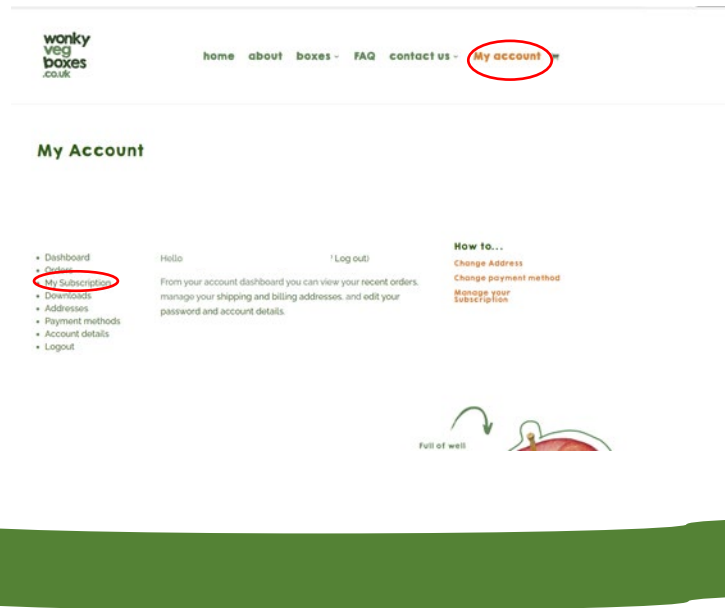 wonky
veg
boxes
.co.uk
home about boxes FAQ contact us My account
My Account
Dashboard
Orders
My Subscription
Downloads
Addresses
Payment methods
Account details
Logout
Hello Log out)
From your account dashboard you can view your recent orders,
manage your shipping and billing addresses, and edit your
password and account details.
How to...
Change Address
Change payment method
Manage your
Subscription
Full of well